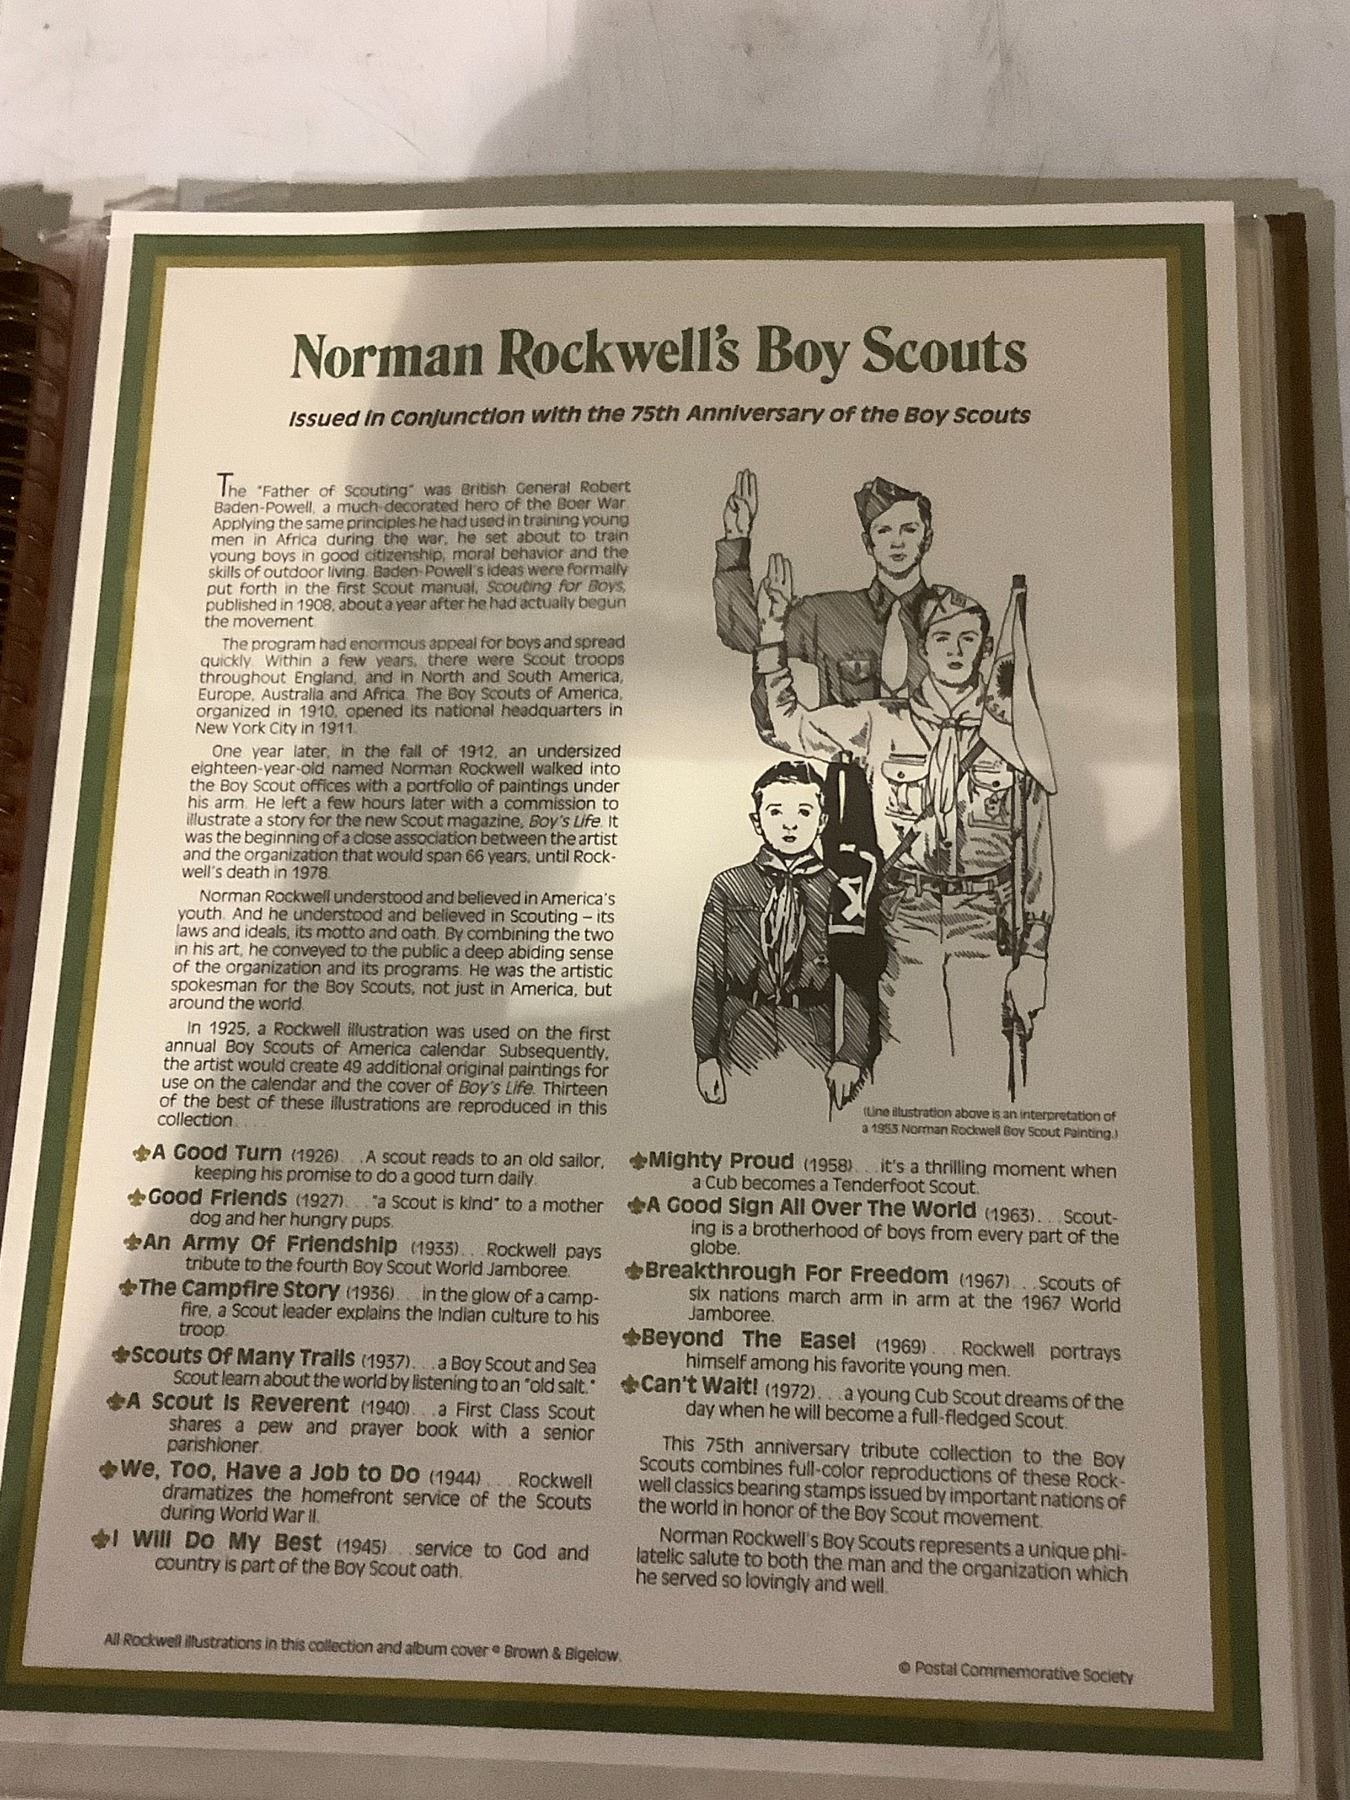 Norman Rockwell's Boy Scouts
Issued in Conjunction with the 75th Anniversary of the Boy Scouts
The "Father of Scouting" was British General Robert
Baden-Powell, a much-decorated hero of the Boer War.
Applying the same principles he had used in training young
men in Africa during the war, he set about to train
young boys in good citizenship, moral behavior and the
skills of outdoor living. Baden-Powell's ideas were formally
put forth in the first Scout manual, Scouting for Boys,
published in 1908, about a year after he had actually begun
the movement.
The program had enormous appeal for boys and spread
quickly. Within a few years, there were Scout troops
throughout England, and in North and South America,
Europe, Australia and Africa. The Boy Scouts of America,
organized in 1910, opened its national headquarters in
New York City in 1911.
One year later, in the fall of 1912, an undersized
eighteen-year-old named Norman Rockwell walked into
the Boy Scout offices with a portfolio of paintings under
his arm. He left a few hours later with a commission to
illustrate a story for the new Scout magazine, Boy's Life. It
was the beginning of a close association between the artist
and the organization that would span 66 years, until Rock-
well's death in 1978.
Norman Rockwell understood and believed in America's
youth. And he understood and believed in Scouting – its
laws and ideals, its motto and oath. By combining the two
in his art, he conveyed to the public a deep abiding sense
of the organization and its programs. He was the artistic
spokesman for the Boy Scouts, not just in America, but
around the world.
In 1925, a Rockwell illustration was used on the first
annual Boy Scouts of America calendar. Subsequently,
the artist would create 49 additional original paintings for
use on the calendar and the cover of Boy's Life. Thirteen
of the best of these illustrations are reproduced in this
collection. . . .
(Line illustration above is an interpretation of
a 1953 Norman Rockwell Boy Scout Painting.)
A Good Turn (1926). . .A scout reads to an old sailor,
keeping his promise to do a good turn daily.
Good Friends (1927). . ."a Scout is kind" to a mother
dog and her hungry pups.
An Army Of Friendship (1933). . .Rockwell pays
tribute to the fourth Boy Scout World Jamboree.
The Campfire Story (1936). . .in the glow of a camp-
fire, a Scout leader explains the Indian culture to his
troop.
Scouts Of Many Trails (1937). . .a Boy Scout and Sea
Scout learn about the world by listening to an "old salt."
A Scout Is Reverent (1940). . .a First Class Scout
shares a pew and prayer book with a senior
parishioner.
We, Too, Have a Job to Do (1944). . .Rockwell
dramatizes the homefront service of the Scouts
during World War II.
I Will Do My Best (1945). . .service to God and
country is part of the Boy Scout oath.
Mighty Proud (1958). . .it's a thrilling moment when
a Cub becomes a Tenderfoot Scout.
A Good Sign All Over The World (1963). . .Scout-
ing is a brotherhood of boys from every part of the
globe.
Breakthrough For Freedom (1967). . .Scouts of
six nations march arm in arm at the 1967 World
Jamboree.
Beyond The Easel (1969). . .Rockwell portrays
himself among his favorite young men.
Can't Wait! (1972). . .a young Cub Scout dreams of the
day when he will become a full-fledged Scout.
This 75th anniversary tribute collection to the Boy
Scouts combines full-color reproductions of these Rock-
well classics bearing stamps issued by important nations of
the world in honor of the Boy Scout movement.
Norman Rockwell's Boy Scouts represents a unique phi-
latelic salute to both the man and the organization which
he served so lovingly and well.
All Rockwell illustrations in this collection and album cover © Brown & Bigelow.
© Postal Commemorative Society